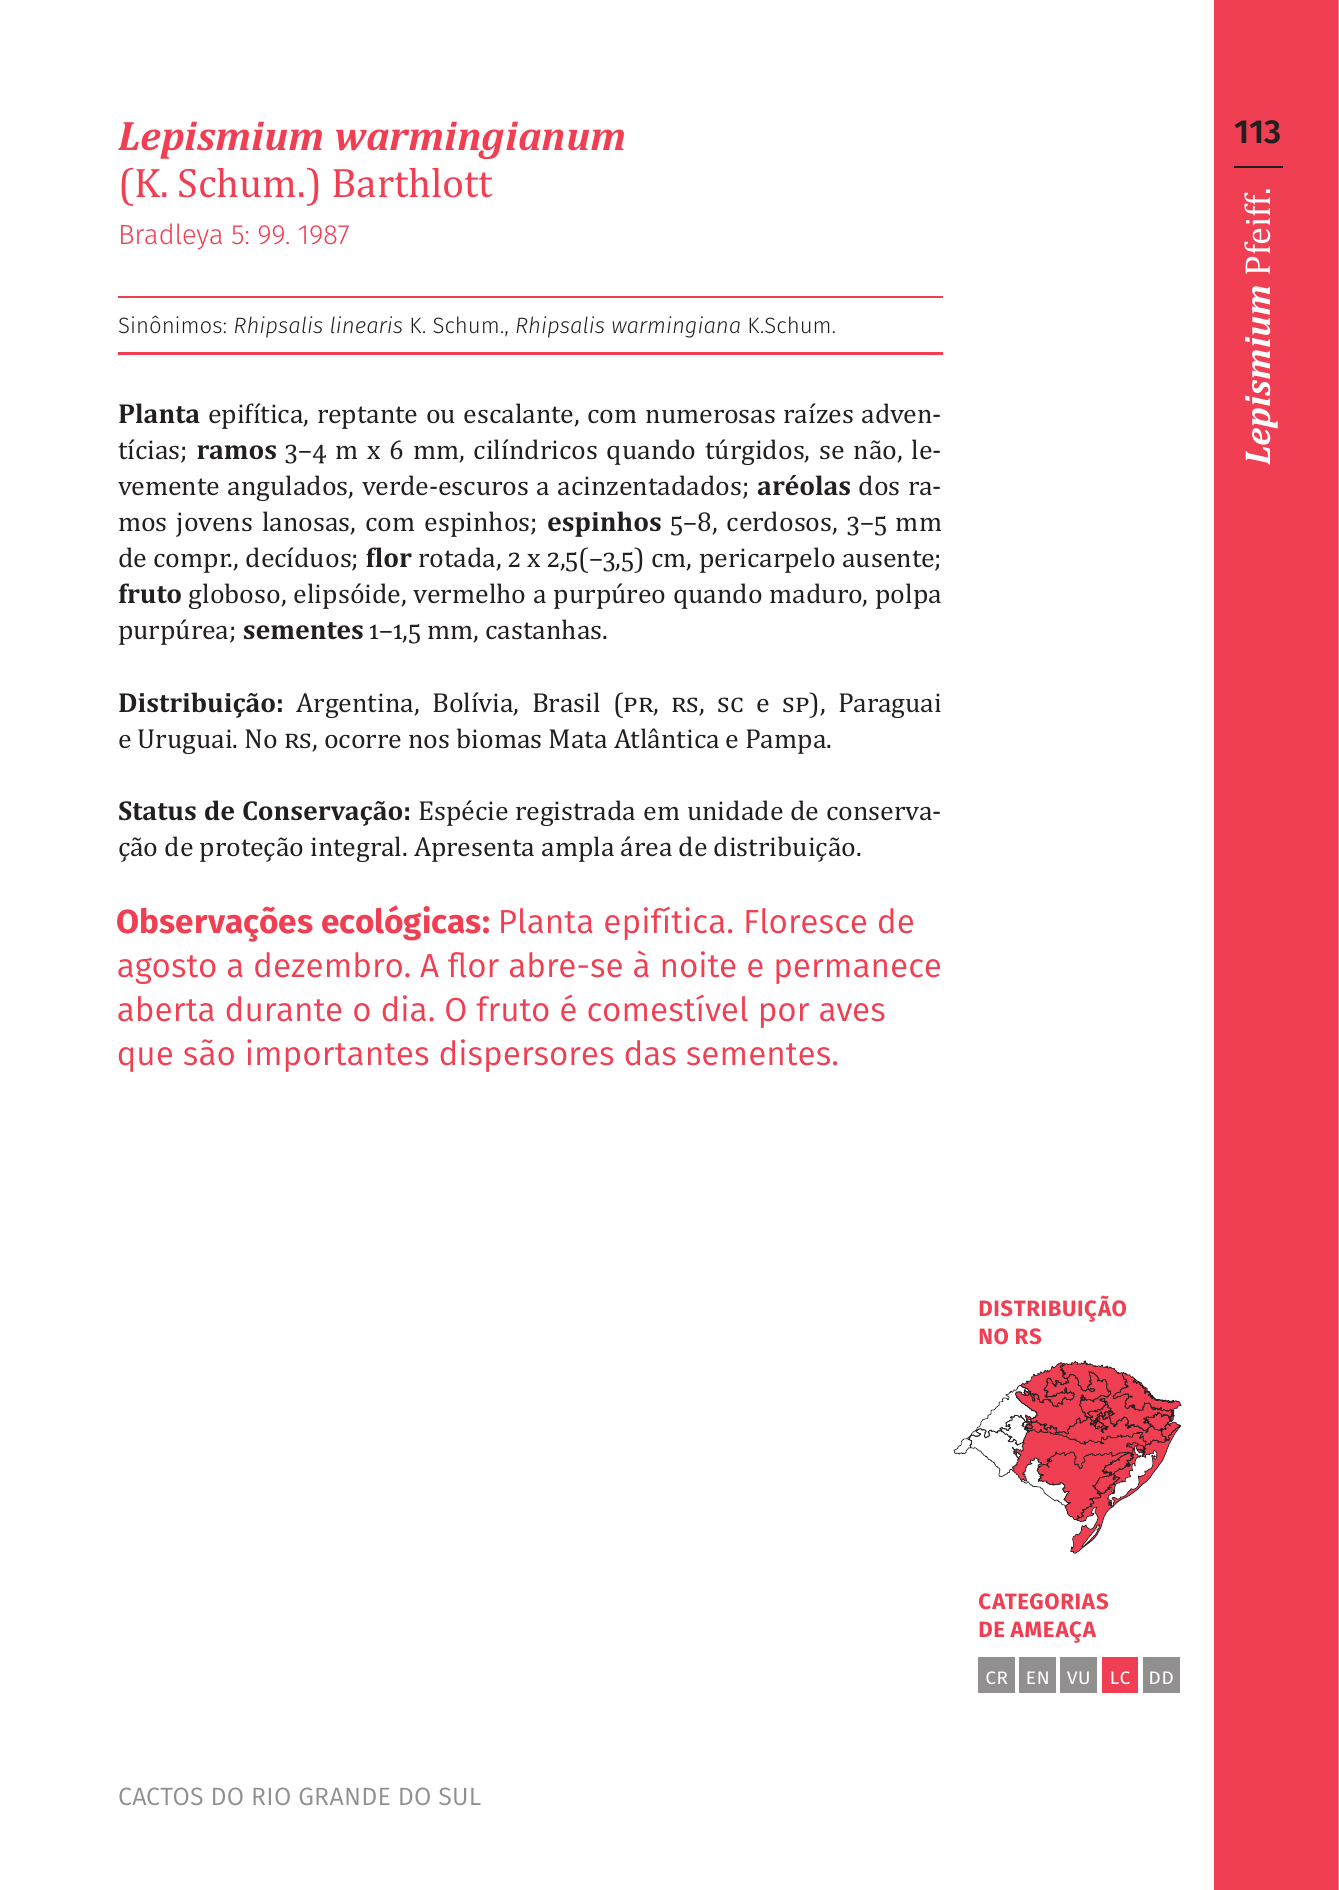 Lepismium warmingianum
(K. Schum.) Barthlott
Bradleya 5: 99. 1987
Sinônimos: Rhipsalis linearis K. Schum., Rhipsalis warmingiana K.Schum.
Planta epifítica, reptante ou escalante, com numerosas raízes adven-
tícias; ramos 3–4 m x 6 mm, cilíndricos quando túrgidos, se não, le-
vemente angulados, verde-escuros a acinzentadados; aréolas dos ra-
mos jovens lanosas, com espinhos; espinhos 5–8, cerdosos, 3–5 mm
de compr., decíduos; flor rotada, 2 x 2,5(–3,5) cm, pericarpelo ausente;
fruto globoso, elipsóide, vermelho a purpúreo quando maduro, polpa
purpúrea; sementes 1–1,5 mm, castanhas.
Distribuição: Argentina, Bolívia, Brasil (PR, RS, SC e SP), Paraguai
e Uruguai. No RS, ocorre nos biomas Mata Atlântica e Pampa.
Status de Conservação: Espécie registrada em unidade de conserva-
ção de proteção integral. Apresenta ampla área de distribuição.
Observações ecológicas: Planta epifítica. Floresce de
agosto a dezembro. A flor abre-se à noite e permanece
aberta durante o dia. O fruto é comestível por aves
que são importantes dispersores das sementes.
DISTRIBUIÇÃO
NO RS
CATEGORIAS
DE AMEAÇA
CR EN VU LC DD
CACTOS DO RIO GRANDE DO SUL
113
Lepismium Pfeiff.